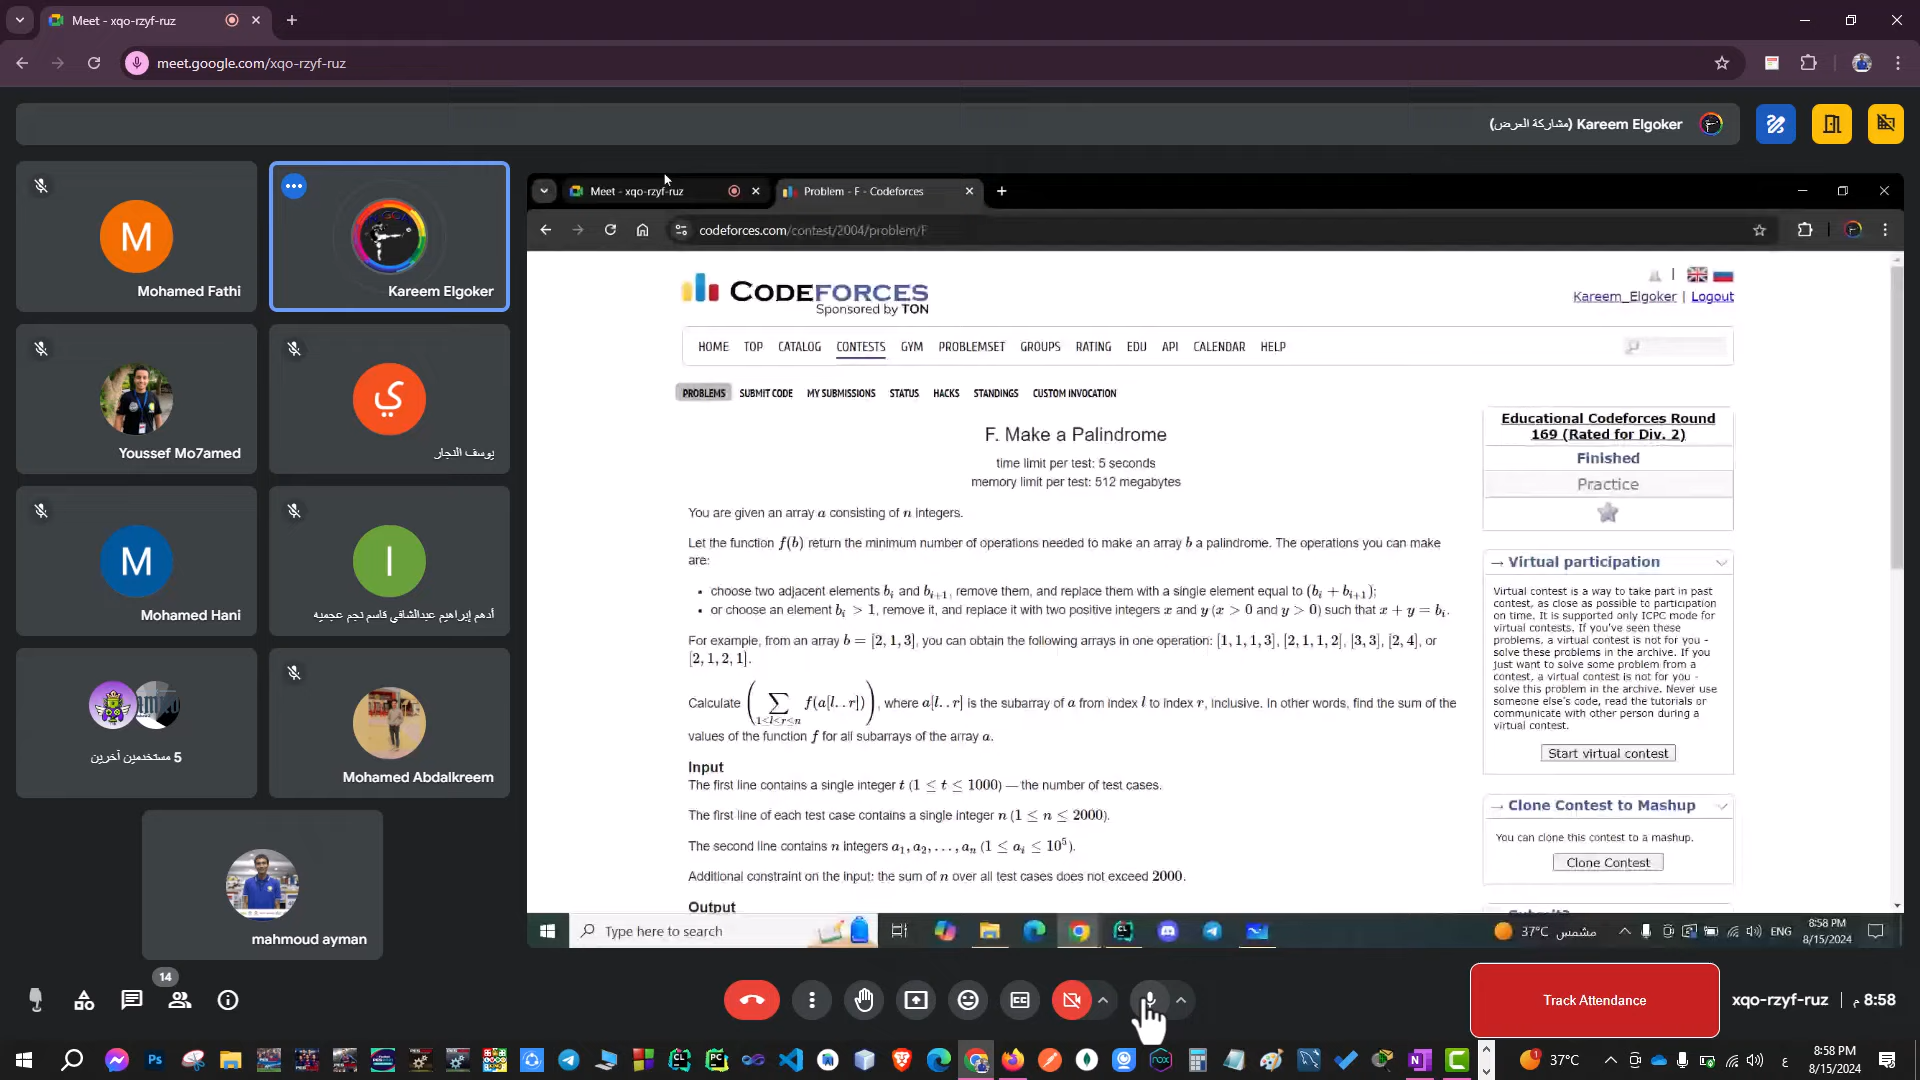 Meet - xqo-rzyf-ruz
meet.google.com/xqo-rzyf-ruz
Kareem Elgoker (مشاركة العرض)
M
Mohamed Fathi
Kareem Elgoker
Youssef Mo7amed
ي
يوسف النجار
M
Mohamed Hani
ا
أدهم إبراهيم عبدالشافي قاسم نجم عجميه
5 مستخدمين آخرين
Mohamed Abdalkreem
mahmoud ayman
Meet - xqo-rzyf-ruz
Problem - F - Codeforces
codeforces.com/contest/2004/problem/F
CODEFORCES
Sponsored by TON
Kareem_Elgoker | Logout
HOME TOP CATALOG CONTESTS GYM PROBLEMSET GROUPS RATING EDU API CALENDAR HELP
PROBLEMS SUBMIT CODE MY SUBMISSIONS STATUS HACKS STANDINGS CUSTOM INVOCATION
F. Make a Palindrome
time limit per test: 5 seconds
memory limit per test: 512 megabytes
You are given an array a consisting of n integers.
Let the function f(b) return the minimum number of operations needed to make an array b a palindrome. The operations you can make
are:
• choose two adjacent elements b_i and b_{i+1}, remove them, and replace them with a single element equal to (b_i + b_{i+1});
• or choose an element b_i > 1, remove it, and replace it with two positive integers x and y (x > 0 and y > 0) such that x + y = b_i.
For example, from an array b = [2, 1, 3], you can obtain the following arrays in one operation: [1, 1, 1, 3], [2, 1, 1, 2], [3, 3], [2, 4], or
[2, 1, 2, 1].
Calculate (∑_{1≤l≤r≤n} f(a[l..r])), where a[l..r] is the subarray of a from index l to index r, inclusive. In other words, find the sum of the
values of the function f for all subarrays of the array a.
Input
The first line contains a single integer t (1 ≤ t ≤ 1000) — the number of test cases.
The first line of each test case contains a single integer n (1 ≤ n ≤ 2000).
The second line contains n integers a_1, a_2, …, a_n (1 ≤ a_i ≤ 10^5).
Additional constraint on the input: the sum of n over all test cases does not exceed 2000.
Output
Educational Codeforces Round
169 (Rated for Div. 2)
Finished
Practice
→ Virtual participation
Virtual contest is a way to take part in past
contest, as close as possible to participation
on time. It is supported only ICPC mode for
virtual contests. If you've seen these
problems, a virtual contest is not for you -
solve these problems in the archive. If you
just want to solve some problem from a
contest, a virtual contest is not for you -
solve this problem in the archive. Never use
someone else's code, read the tutorials or
communicate with other person during a
virtual contest.
Start virtual contest
→ Clone Contest to Mashup
You can clone this contest to a mashup.
Clone Contest
Type here to search
37°C مشمس
ENG
8:58 PM
8/15/2024
14
Track Attendance
xqo-rzyf-ruz
8:58 م
37°C
ع
8:58 PM
8/15/2024